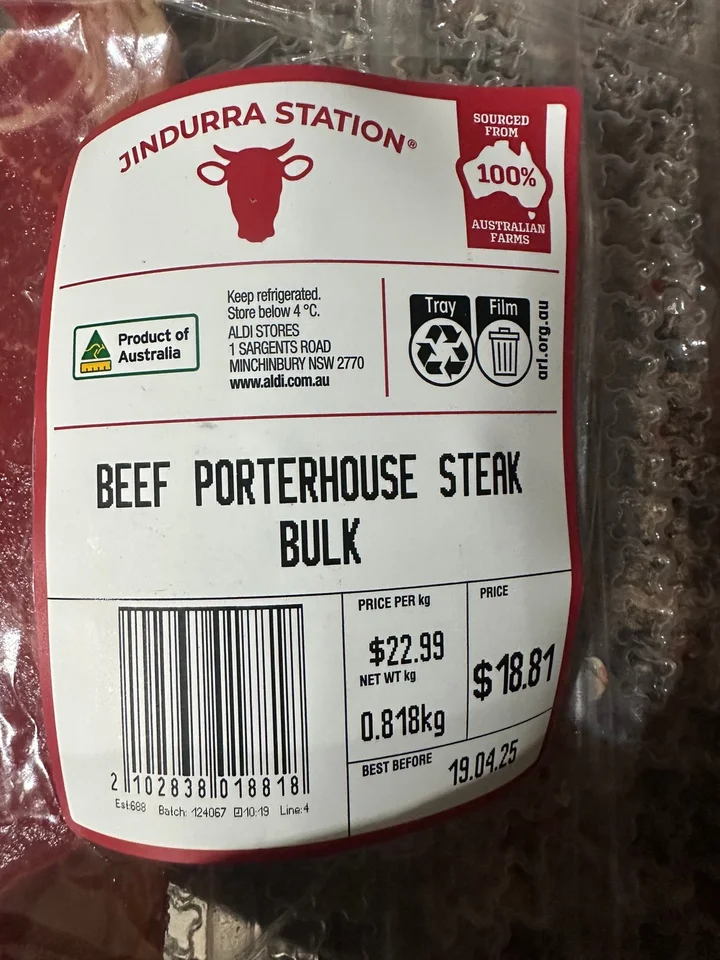 JINDURRA STATION®
SOURCED
FROM
100%
AUSTRALIAN
FARMS
Product of
Australia
Keep refrigerated.
Store below 4 °C.
ALDI STORES
1 SARGENTS ROAD
MINCHINBURY NSW 2770
www.aldi.com.au
Tray
Film
arl.org.au
BEEF PORTERHOUSE STEAK
BULK
PRICE PER kg
$22.99
NET WT kg
0.818kg
PRICE
$18.81
BEST BEFORE 19.04.25
2 102838 018818
Est:688 Batch: 124067 10:19 Line:4